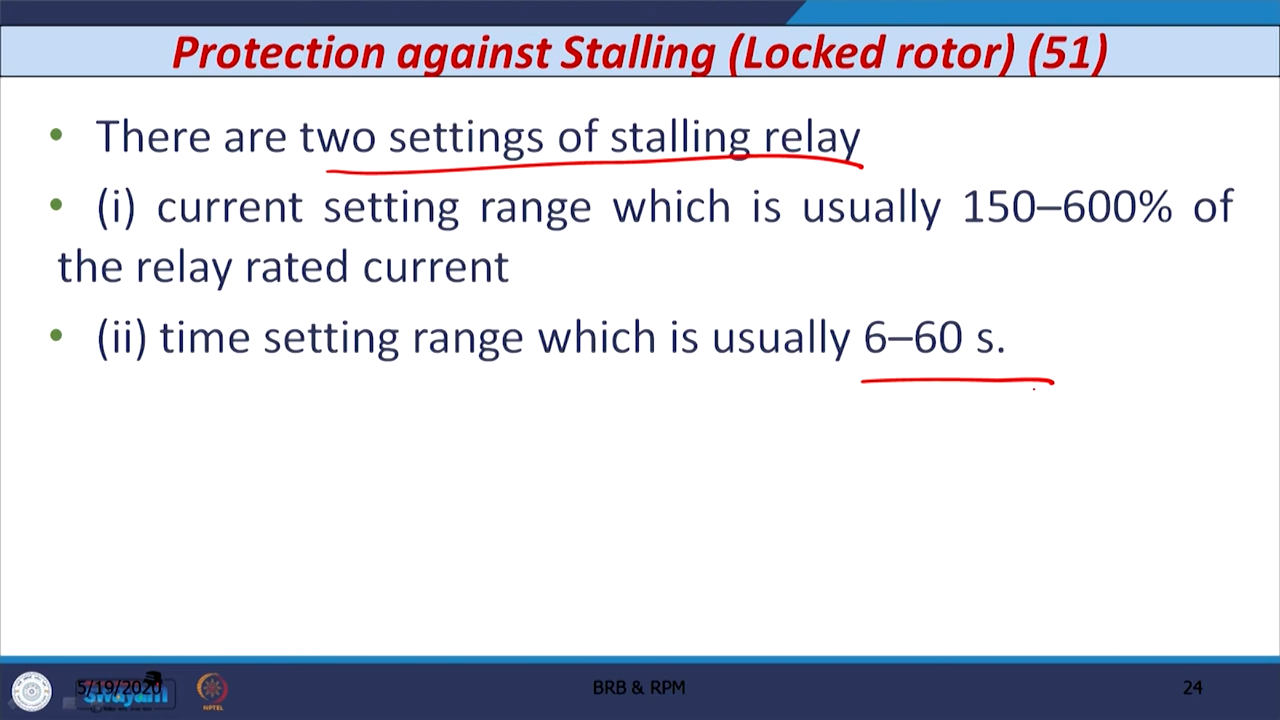 Protection against Stalling (Locked rotor) (51)
• There are two settings of stalling relay
• (i) current setting range which is usually 150–600% of
the relay rated current
• (ii) time setting range which is usually 6–60 s.
5/19/2020
swayam
NPTEL
BRB & RPM
24